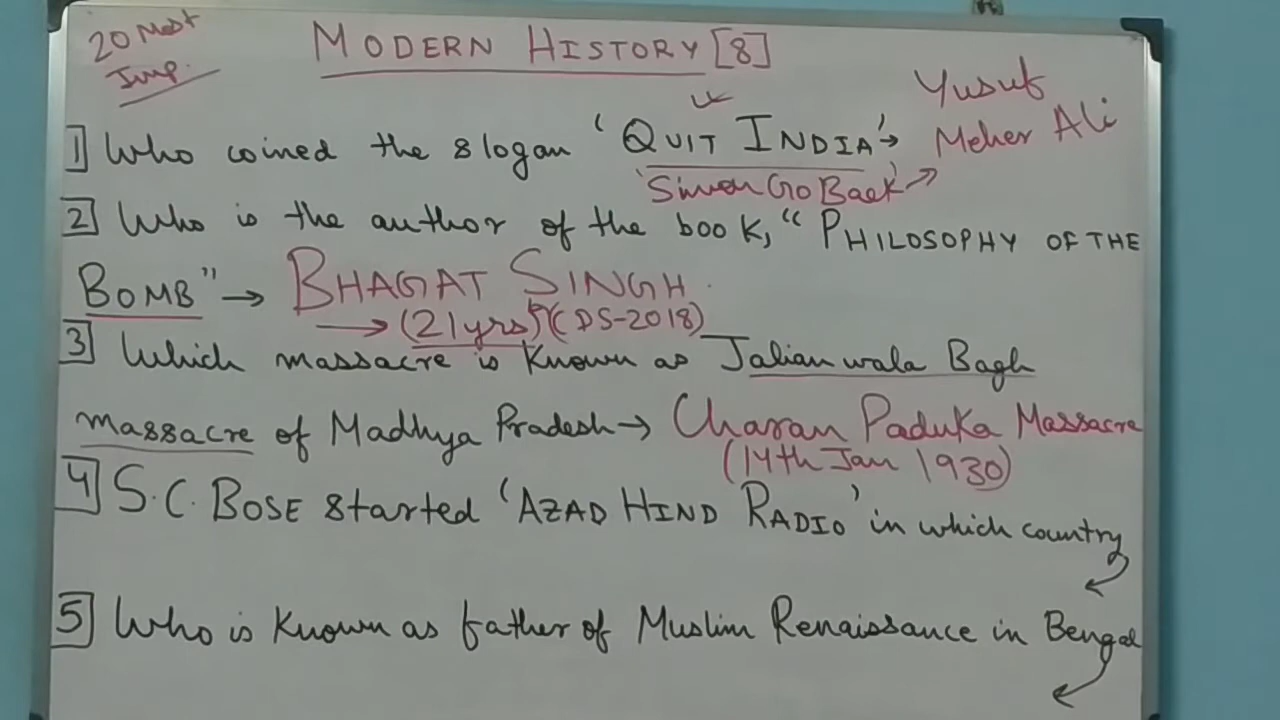 20 Most
Imp.
MODERN HISTORY [8]
1 Who coined the slogan 'QUIT INDIA' → Yusuf
Meher Ali
'Simon Go Back' →
2 Who is the author of the book, "PHILOSOPHY OF THE
BOMB" → BHAGAT SINGH.
→ (21yrs) (CDS-2018)
3 Which massacre is known as Jalianwala Bagh
massacre of Madhya Pradesh → Charan Paduka Massacre
(14th Jan 1930)
4 S.C. BOSE started 'AZAD HIND RADIO' in which country
5 Who is known as father of Muslim Renaissance in Bengal